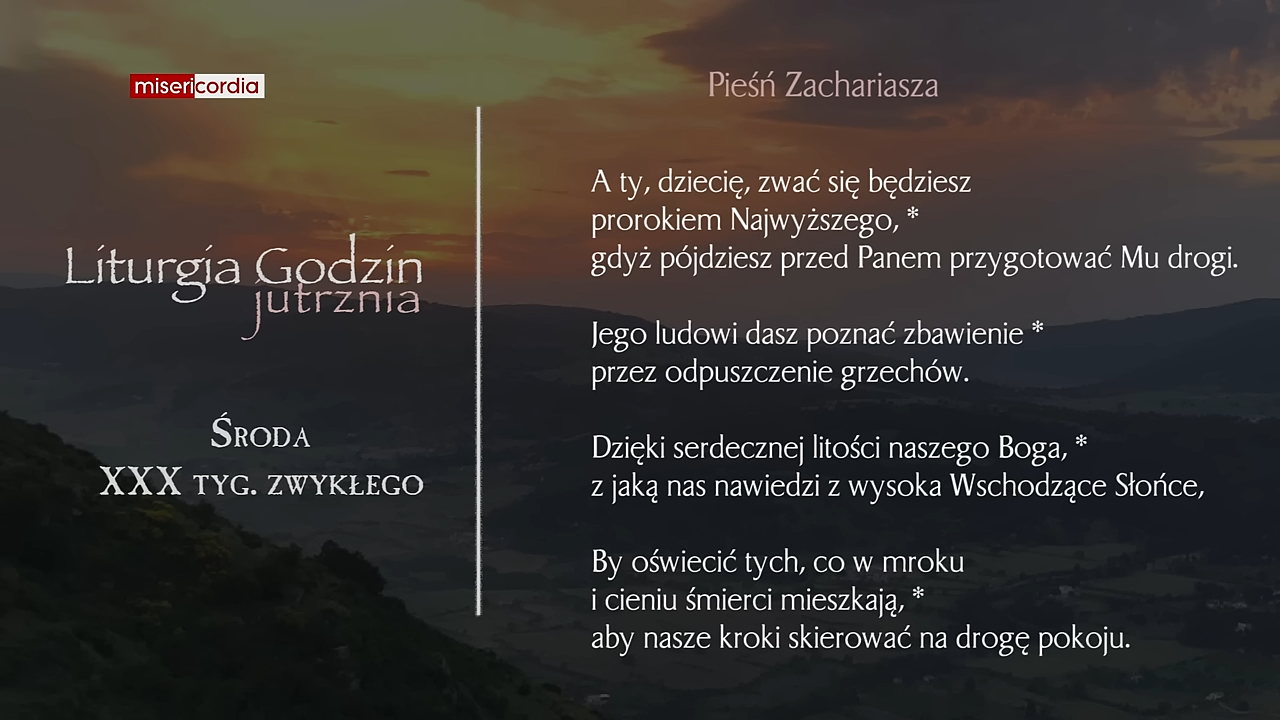 misericordia
Liturgia Godzin
jutrznia
Środa
XXX tyg. zwykłego
Pieśń Zachariasza
A ty, dziecię, zwać się będziesz
prorokiem Najwyższego, *
gdyż pójdziesz przed Panem przygotować Mu drogi.
Jego ludowi dasz poznać zbawienie *
przez odpuszczenie grzechów.
Dzięki serdecznej litości naszego Boga, *
z jaką nas nawiedzi z wysoka Wschodzące Słońce,
By oświecić tych, co w mroku
i cieniu śmierci mieszkają, *
aby nasze kroki skierować na drogę pokoju.